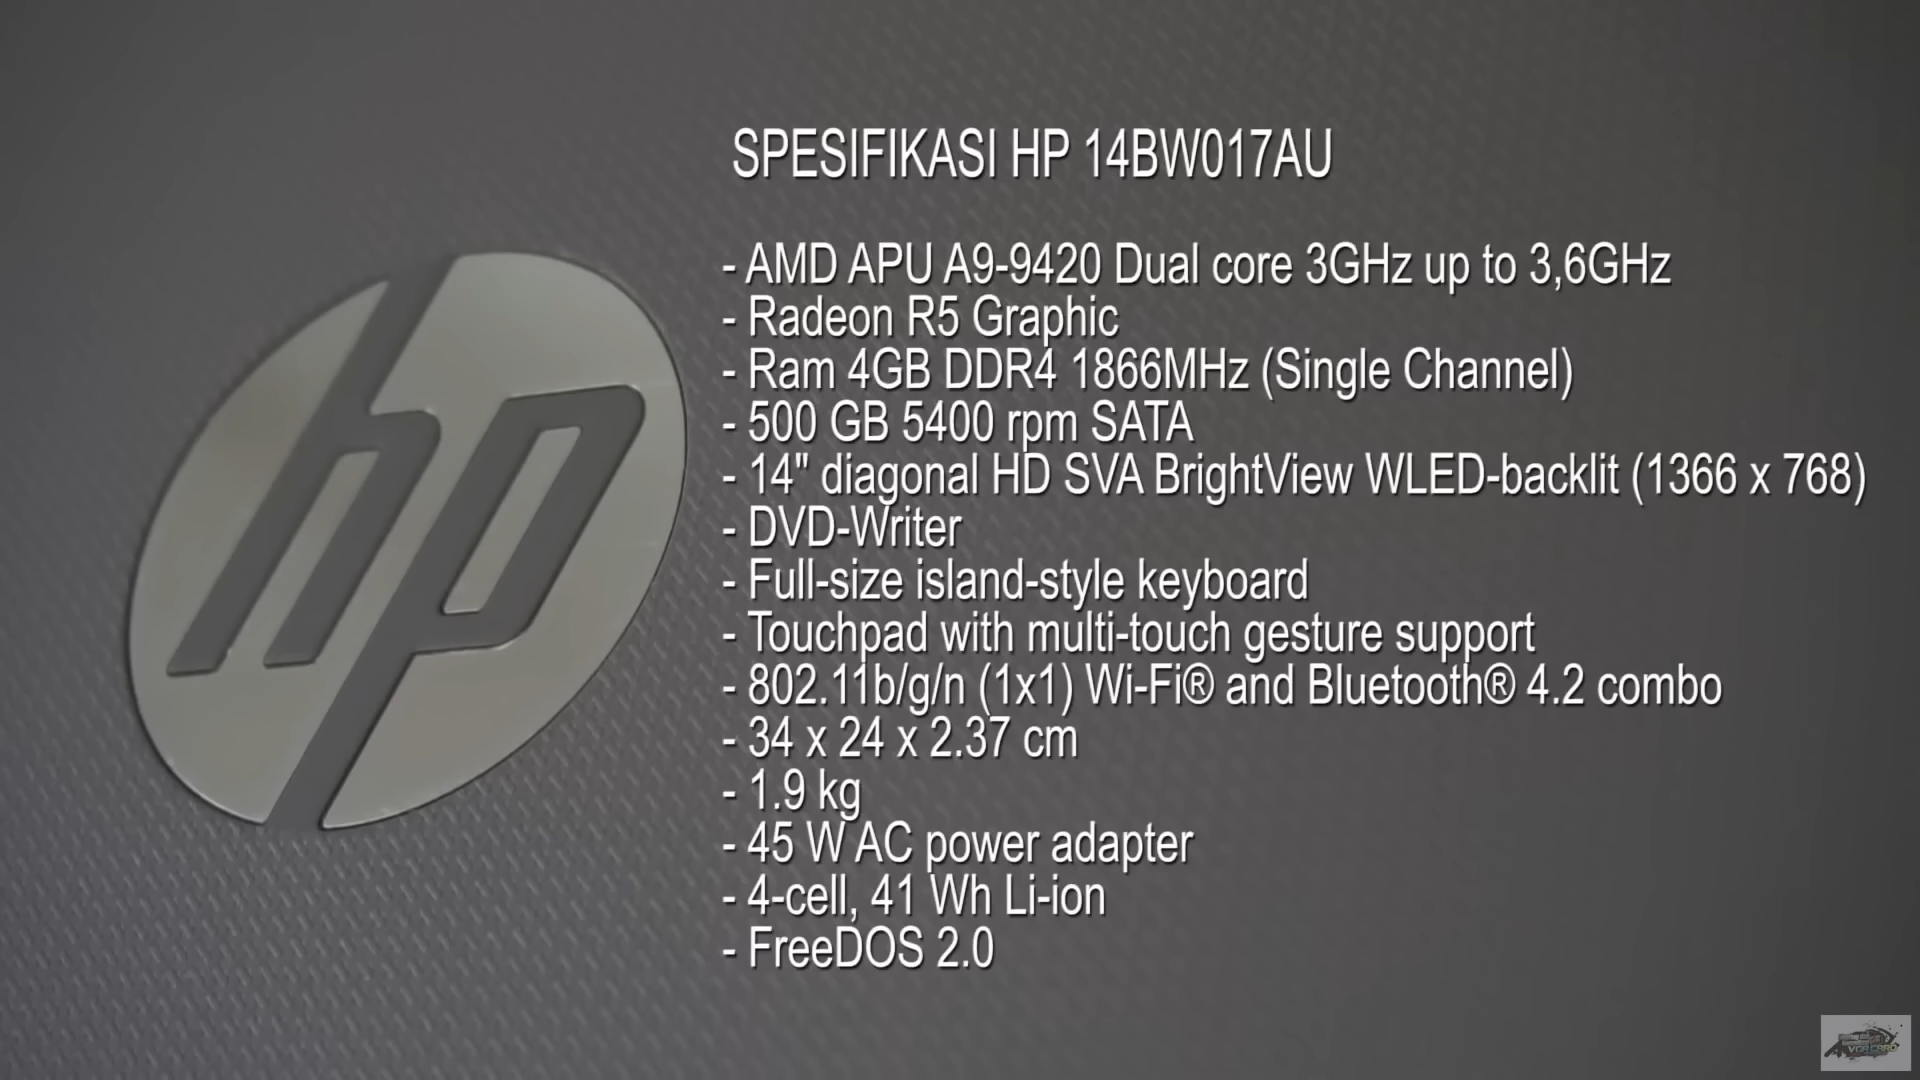 SPESIFIKASI HP 14BW017AU
- AMD APU A9-9420 Dual core 3GHz up to 3,6GHz
- Radeon R5 Graphic
- Ram 4GB DDR4 1866MHz (Single Channel)
- 500 GB 5400 rpm SATA
- 14" diagonal HD SVA BrightView WLED-backlit (1366 x 768)
- DVD-Writer
- Full-size island-style keyboard
- Touchpad with multi-touch gesture support
- 802.11b/g/n (1x1) Wi-Fi® and Bluetooth® 4.2 combo
- 34 x 24 x 2.37 cm
- 1.9 kg
- 45 W AC power adapter
- 4-cell, 41 Wh Li-ion
- FreeDOS 2.0
hp
VGA CARD